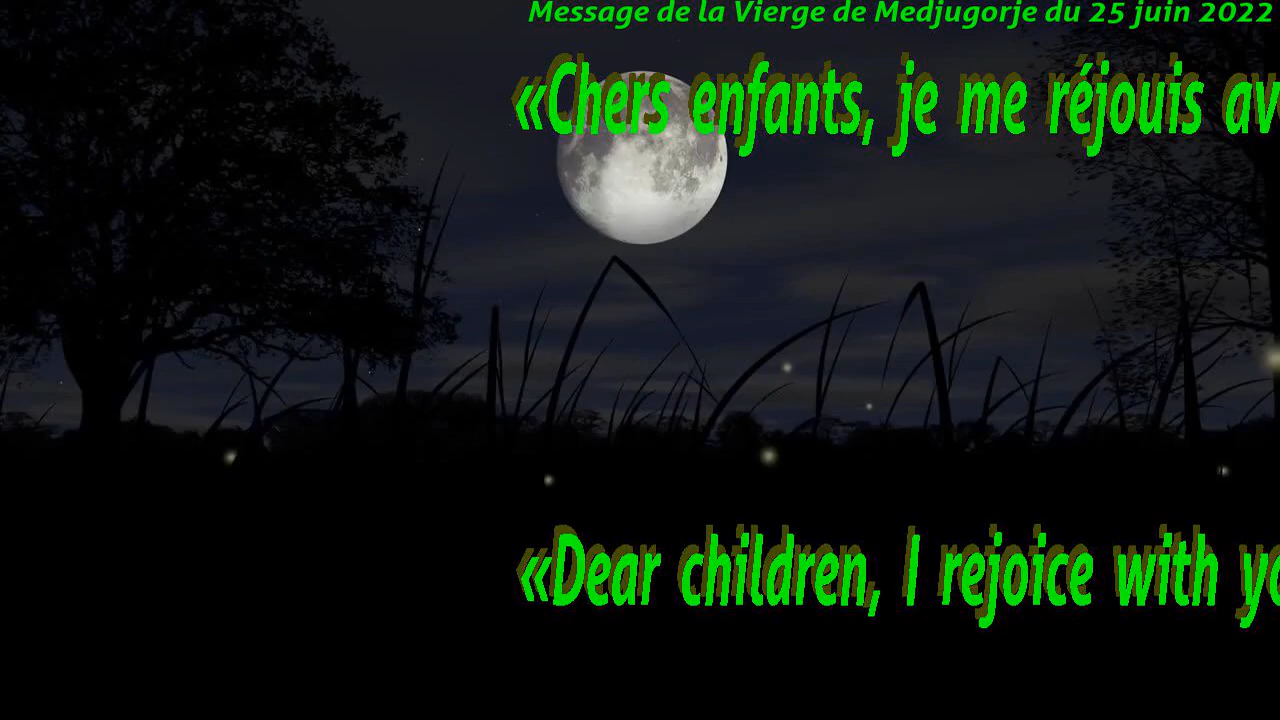 Message de la Vierge de Medjugorje du 25 juin 2022
«Chers enfants, je me réjouis
«Dear children, I rejoice with